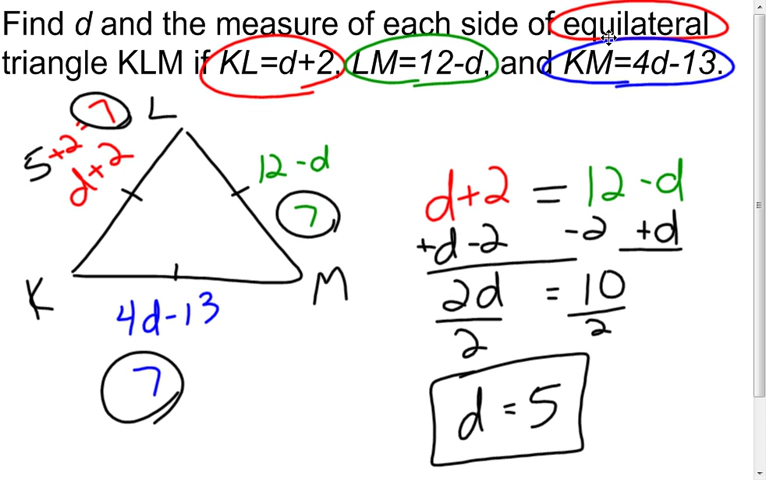 Find d and the measure of each side of equilateral
triangle KLM if KL=d+2, LM=12-d, and KM=4d-13.
7 L
5+2=
d+2
12-d
7
K
M
4d-13
7
d+2 = 12-d
+d -2 -2 +d
2d = 10
2 2
d = 5